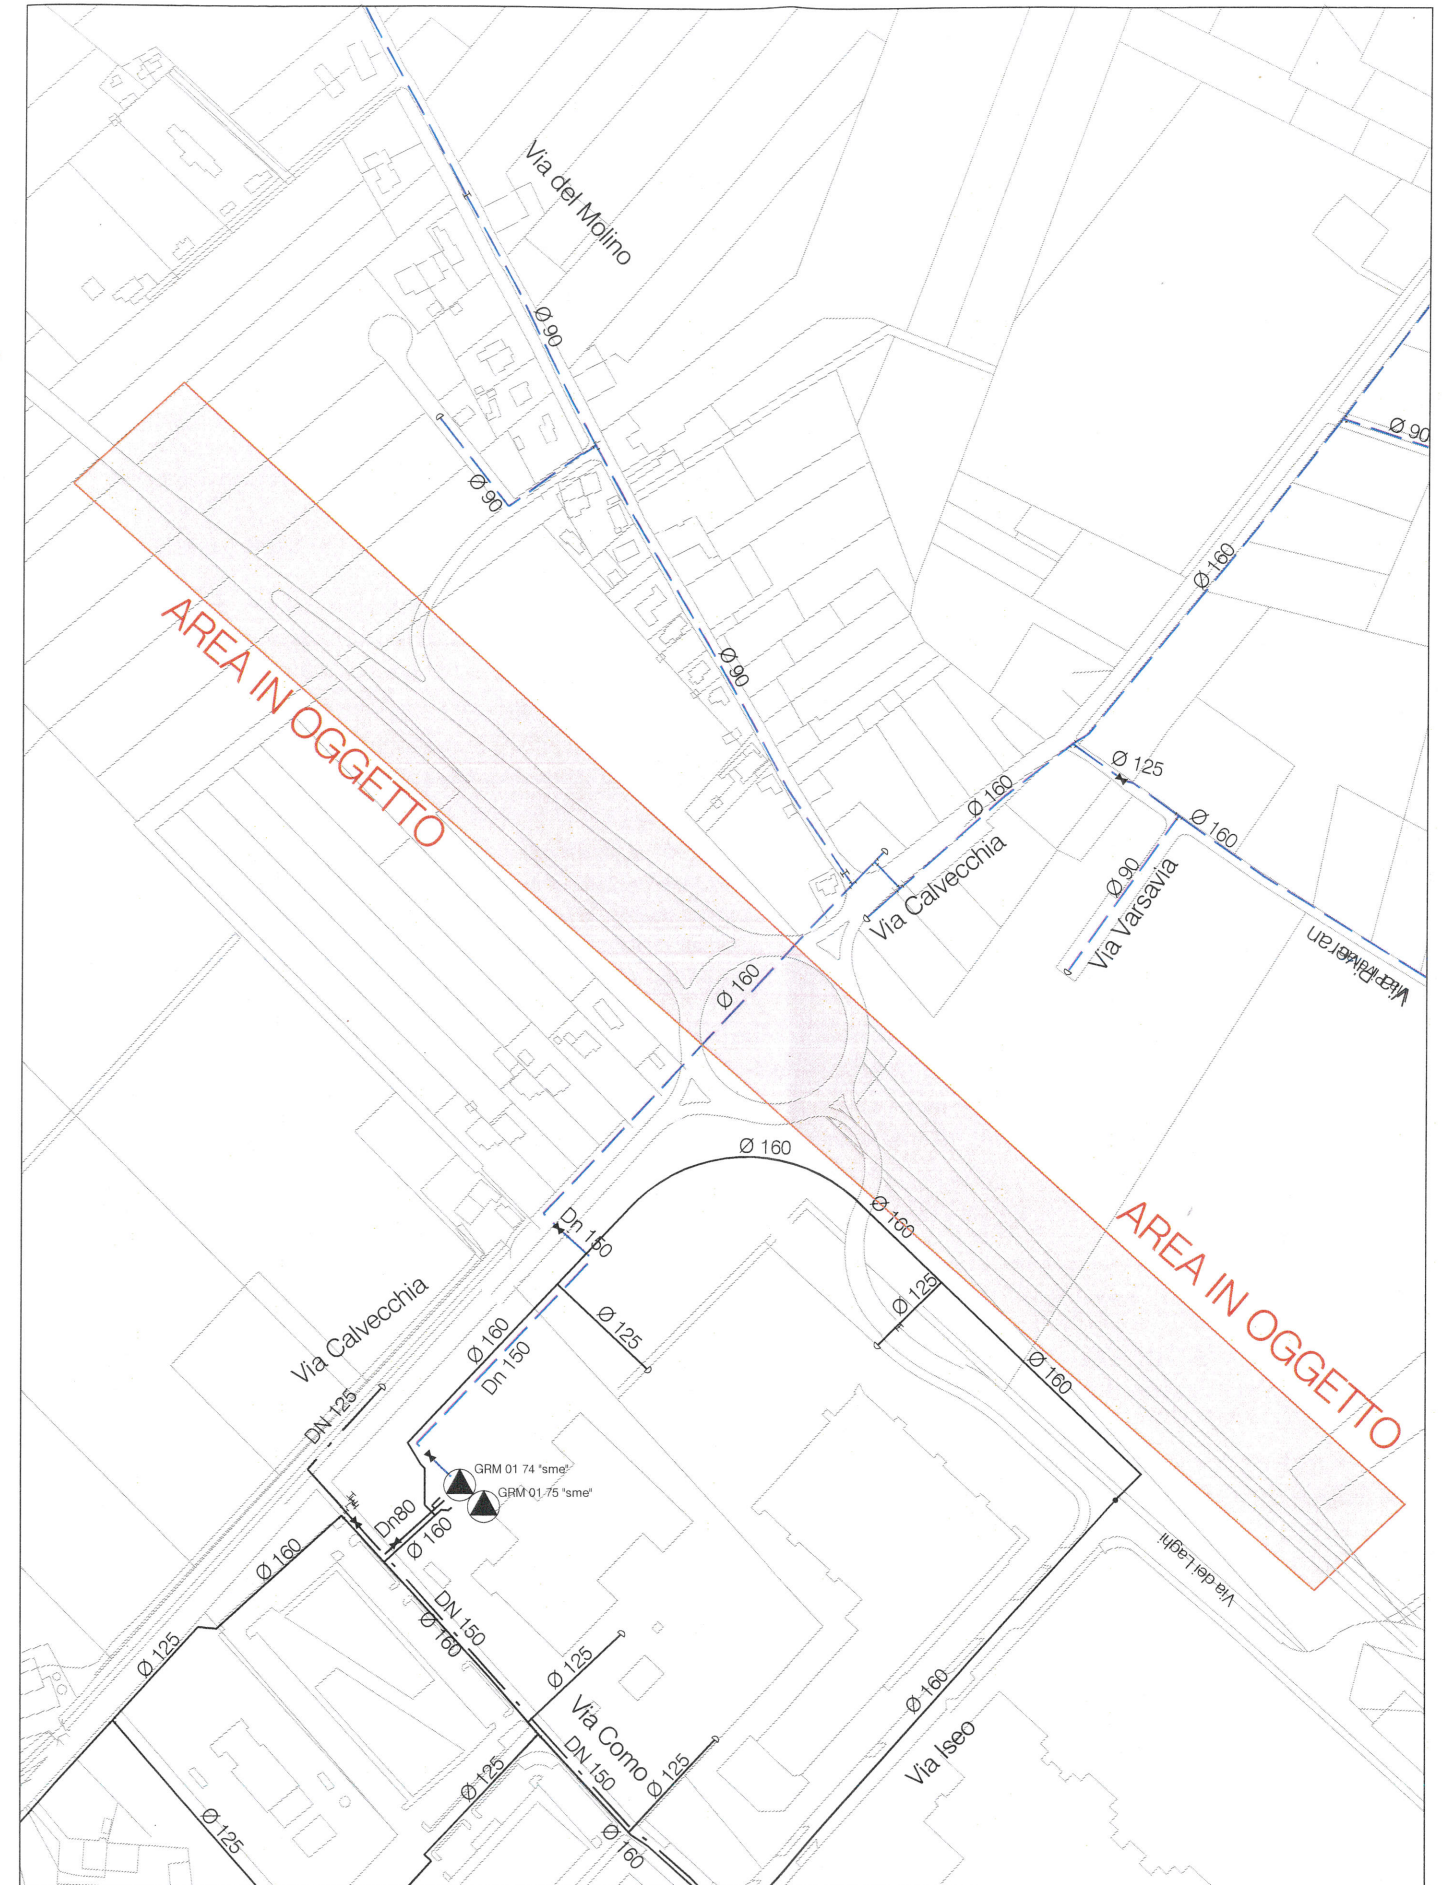 Via del Molino
Ø 90
Ø 90
Ø 90
Ø 160
AREA IN OGGETTO
Ø 90
Ø 125
Ø 160
Ø 160
Via Calvecchia
Ø 90
Via Varsavia
Ø 160
Ø 160
Ø 160
Dn 150
AREA IN OGGETTO
Via Calvecchia
Ø 160
Ø 125
Dn 150
Ø 125
Ø 160
DN 125
GRM 01 74 "sme"
GRM 01 75 "sme"
Dn80
Ø 160
Ø 160
Via dei Laghi
DN 150
Ø 160
Ø 125
Ø 125
Via Como
DN 150
Ø 125
Ø 160
Via Iseo
Ø 125
Ø 125
Ø 160